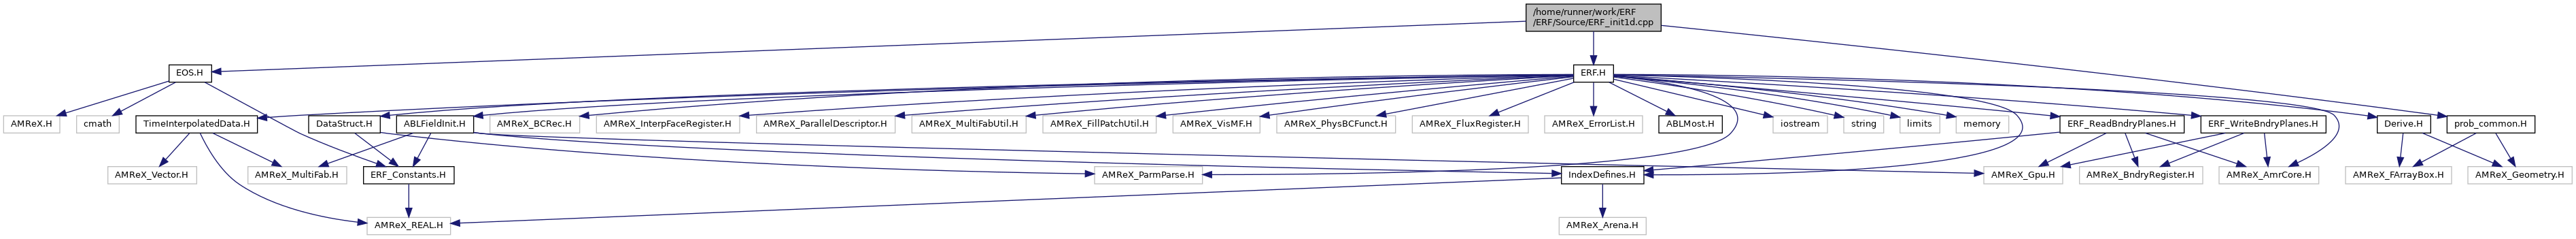 /home/runner/work/ERF
/ERF/Source/ERF_init1d.cpp
EOS.H
ERF.H
AMReX.H
cmath
TimeInterpolatedData.H
DataStruct.H
ABLFieldInit.H
AMReX_BCRec.H
AMReX_InterpFaceRegister.H
AMReX_ParallelDescriptor.H
AMReX_MultiFabUtil.H
AMReX_FillPatchUtil.H
AMReX_VisMF.H
AMReX_PhysBCFunct.H
AMReX_FluxRegister.H
AMReX_ErrorList.H
ABLMost.H
iostream
string
limits
memory
ERF_ReadBndryPlanes.H
ERF_WriteBndryPlanes.H
Derive.H
prob_common.H
AMReX_Vector.H
AMReX_MultiFab.H
ERF_Constants.H
AMReX_ParmParse.H
IndexDefines.H
AMReX_Gpu.H
AMReX_BndryRegister.H
AMReX_AmrCore.H
AMReX_FArrayBox.H
AMReX_Geometry.H
AMReX_REAL.H
AMReX_Arena.H